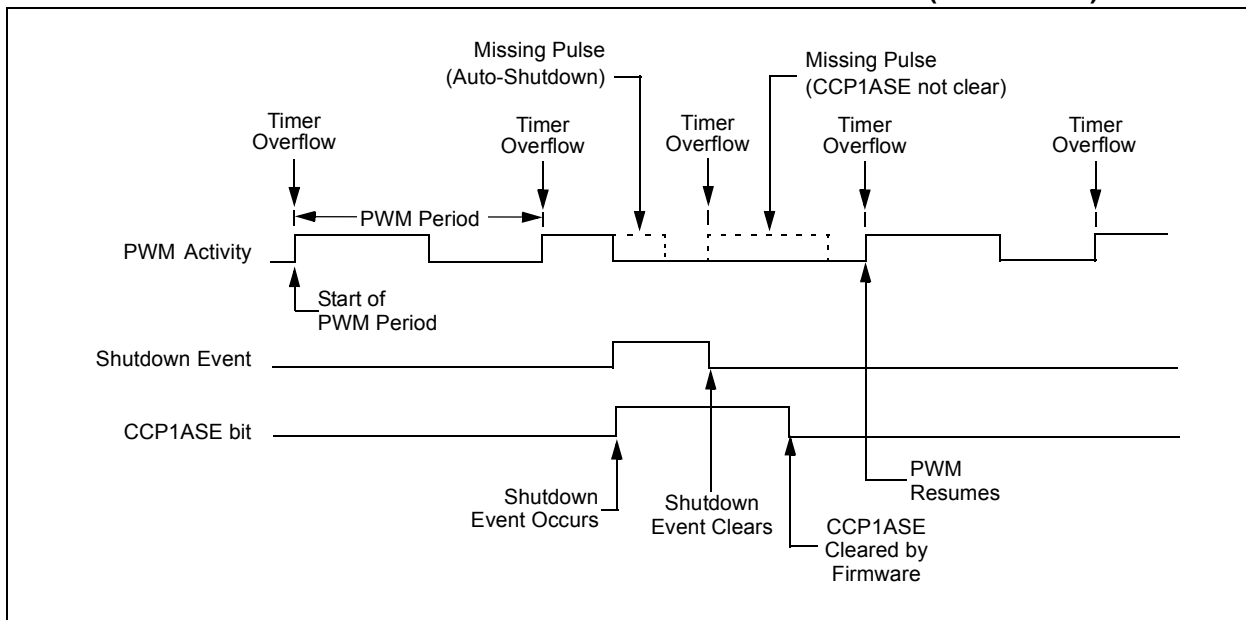 Missing Pulse
(Auto-Shutdown)
Missing Pulse
(CCP1ASE not clear)
Timer
Overflow
Timer
Overflow
Timer
Overflow
Timer
Overflow
Timer
Overflow
PWM Period
PWM Activity
Start of
PWM Period
Shutdown Event
CCP1ASE bit
Shutdown
Event Occurs
Shutdown
Event Clears
CCP1ASE
Cleared by
Firmware
PWM
Resumes